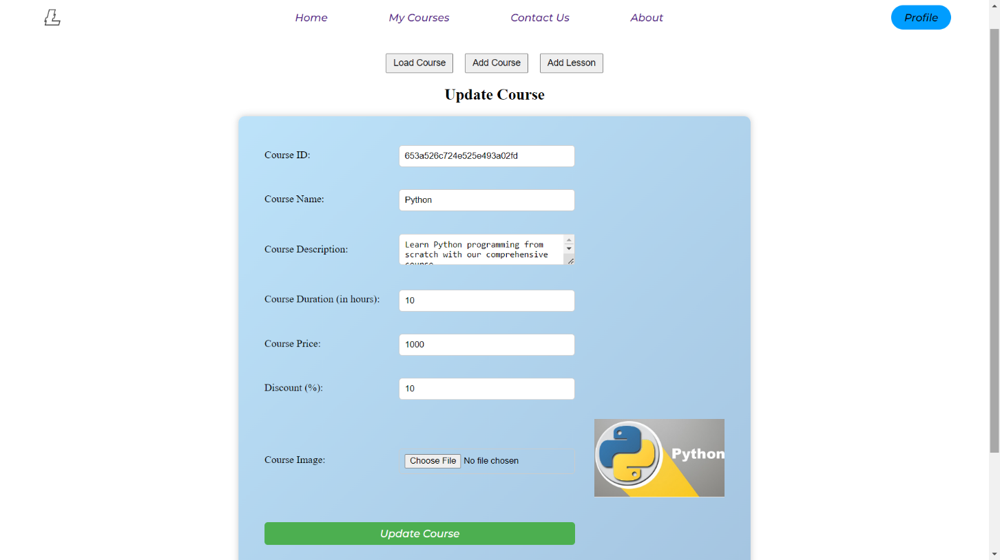 Home My Courses Contact Us About Profile
Load Course Add Course Add Lesson
Update Course
Course ID: 653a526c724e525e493a02fd
Course Name: Python
Course Description: Learn Python programming from
scratch with our comprehensive
course
Course Duration (in hours): 10
Course Price: 1000
Discount (%): 10
Python
Course Image: Choose File No file chosen
Update Course